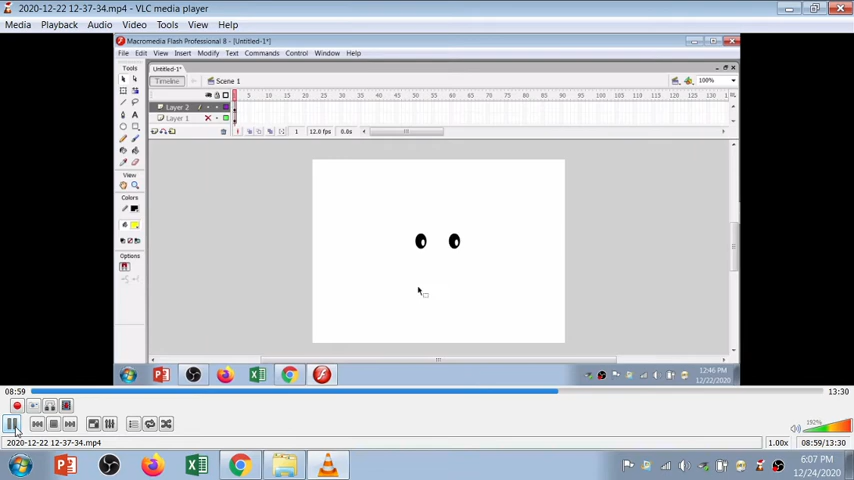 2020-12-22 12-37-34.mp4 - VLC media player
Media Playback Audio Video Tools View Help
Macromedia Flash Professional 8 - [Untitled-1*]
File Edit View Insert Modify Text Commands Control Window Help
Tools
Untitled-1*
Timeline Scene 1 100%
1 5 10 15 20 25 30 35 40 45 50 55 60 65 70 75 80 85 90 95 100 105 110 115 120 125 13
Layer 2
Layer 1
1 12.0 fps 0.0s
View
Colors
Options
12:46 PM
12/22/2020
08:59 13:30
192%
2020-12-22 12-37-34.mp4 1.00x 08:59/13:30
6:07 PM
12/24/2020